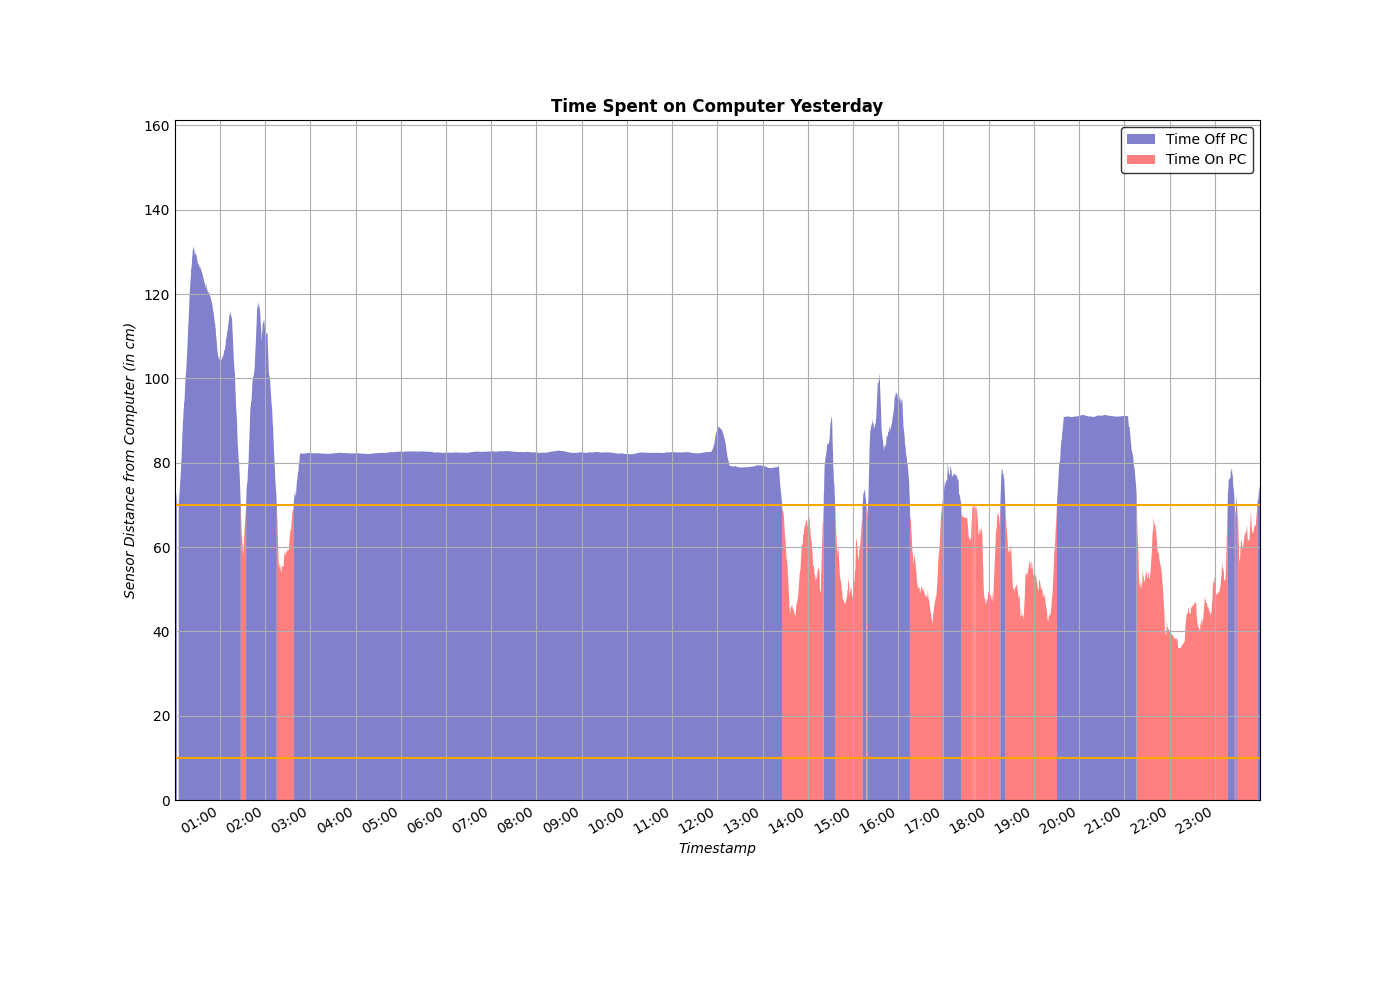 Time Spent on Computer Yesterday
Time Off PC
Time On PC
Sensor Distance from Computer (in cm)
160
140
120
100
80
60
40
20
0
01:00 02:00 03:00 04:00 05:00 06:00 07:00 08:00 09:00 10:00 11:00 12:00 13:00 14:00 15:00 16:00 17:00 18:00 19:00 20:00 21:00 22:00 23:00
Timestamp